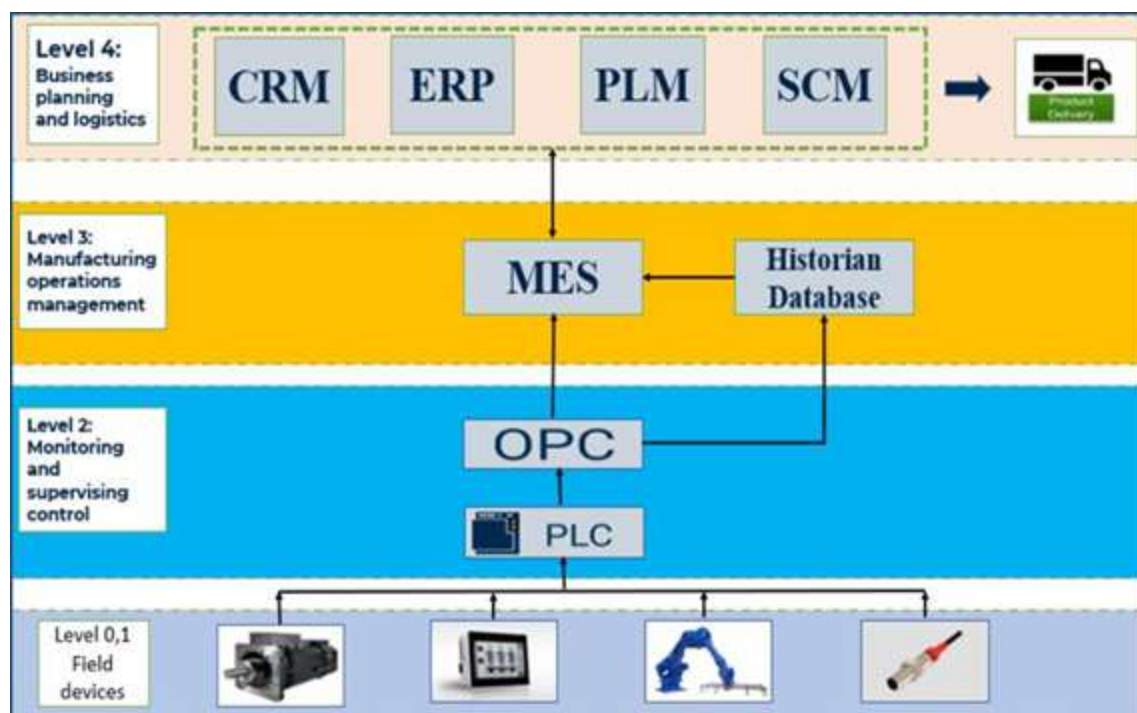 Level 4:
Business
planning
and logistics
CRM
ERP
PLM
SCM
Product
Delivery
Level 3:
Manufacturing
operations
management
MES
Historian
Database
Level 2:
Monitoring
and
supervising
control
OPC
PLC
Level 0,1
Field
devices